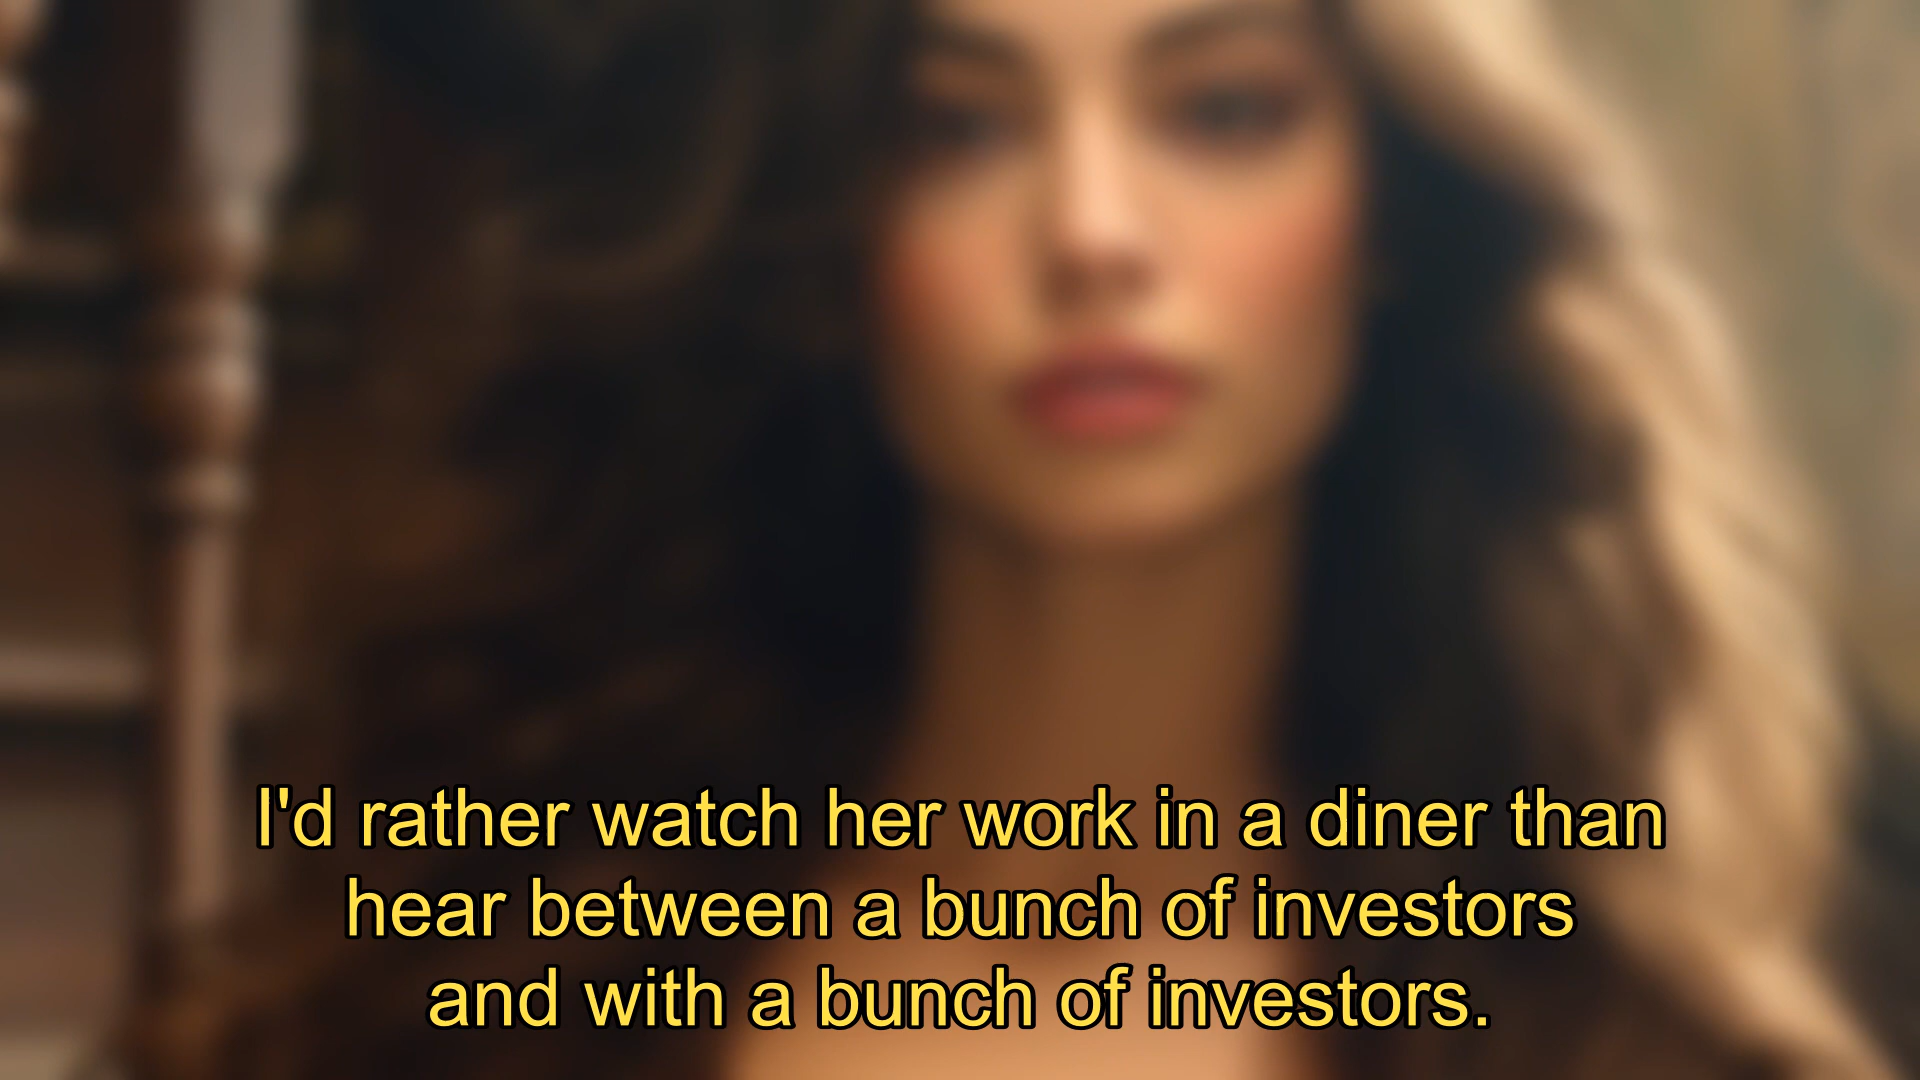 I'd rather watch her work in a diner than
hear between a bunch of investors
and with a bunch of investors.